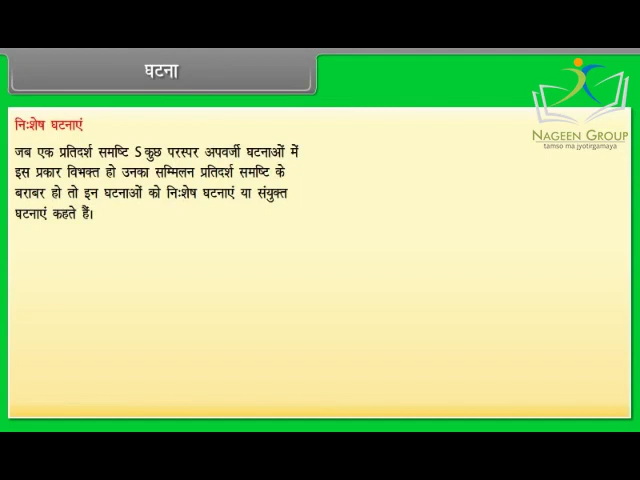 घटना
NAGEEN GROUP
tamso ma jyotirgamaya
निःशेष घटनाएं
जब एक प्रतिदर्श समष्टि S कुछ परस्पर अपवर्जी घटनाओं में
इस प्रकार विभक्त हो उनका सम्मिलन प्रतिदर्श समष्टि के
बराबर हो तो इन घटनाओं को निःशेष घटनाएं या संयुक्त
घटनाएं कहते हैं।